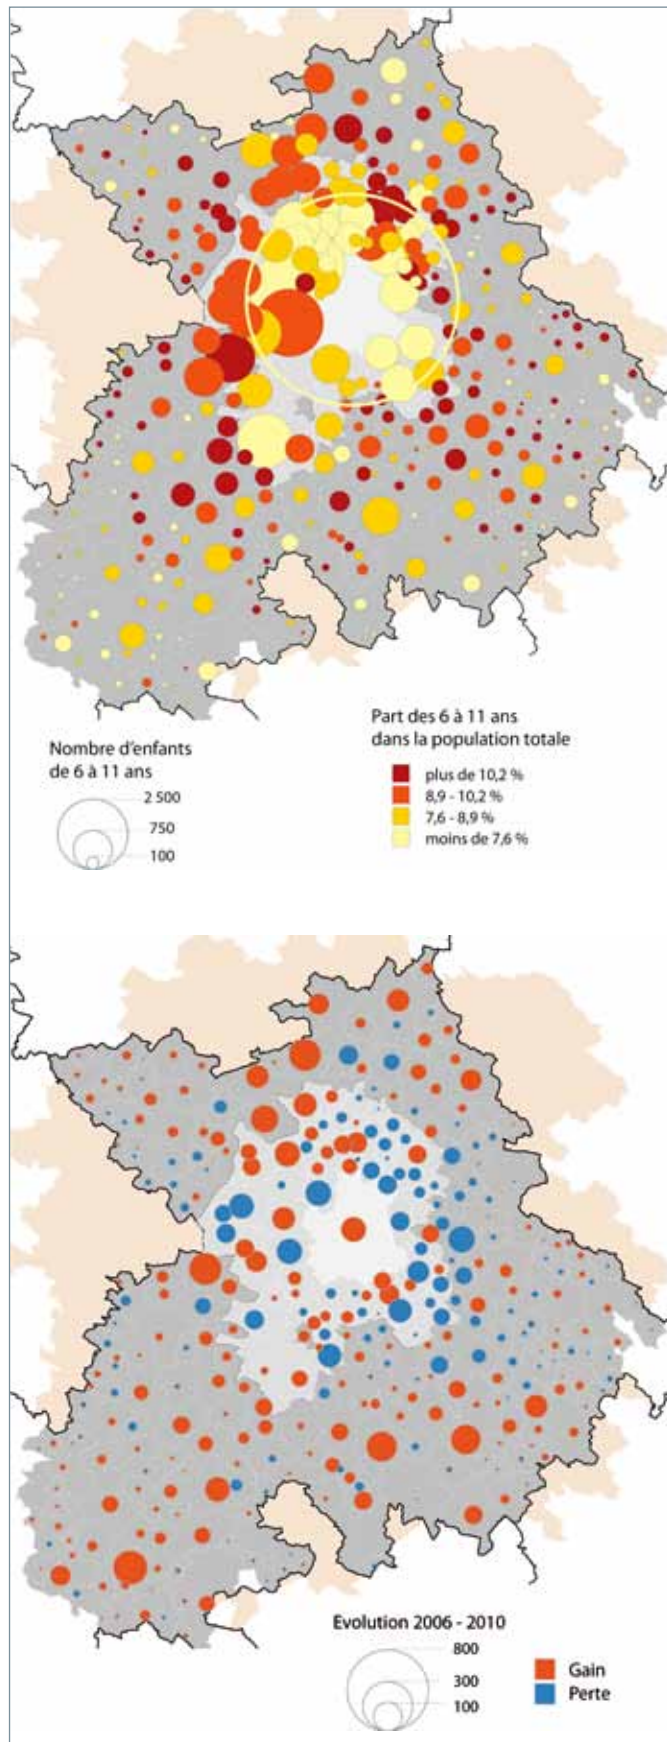 Nombre d'enfants
de 6 à 11 ans
2 500
750
100
Part des 6 à 11 ans
dans la population totale
plus de 10,2 %
8,9 - 10,2 %
7,6 - 8,9 %
moins de 7,6 %
Evolution 2006 - 2010
800
300
100
Gain
Perte